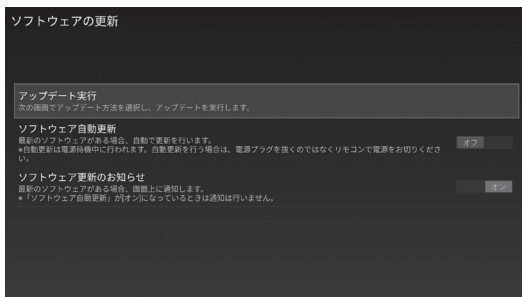 ソフトウェアの更新
アップデート実行
次の画面でアップデート方法を選択し、アップデートを実行します。
ソフトウェア自動更新
最新のソフトウェアがある場合、自動で更新を行います。
※自動更新は電源待機中に行われます。自動更新を行う場合は、電源プラグを抜くのではなくリモコンで電源をお切りくださ
い。
オフ
ソフトウェア更新のお知らせ
最新のソフトウェアがある場合、画面上に通知します。
※「ソフトウェア自動更新」が[オン]になっているときは通知は行いません。
オン